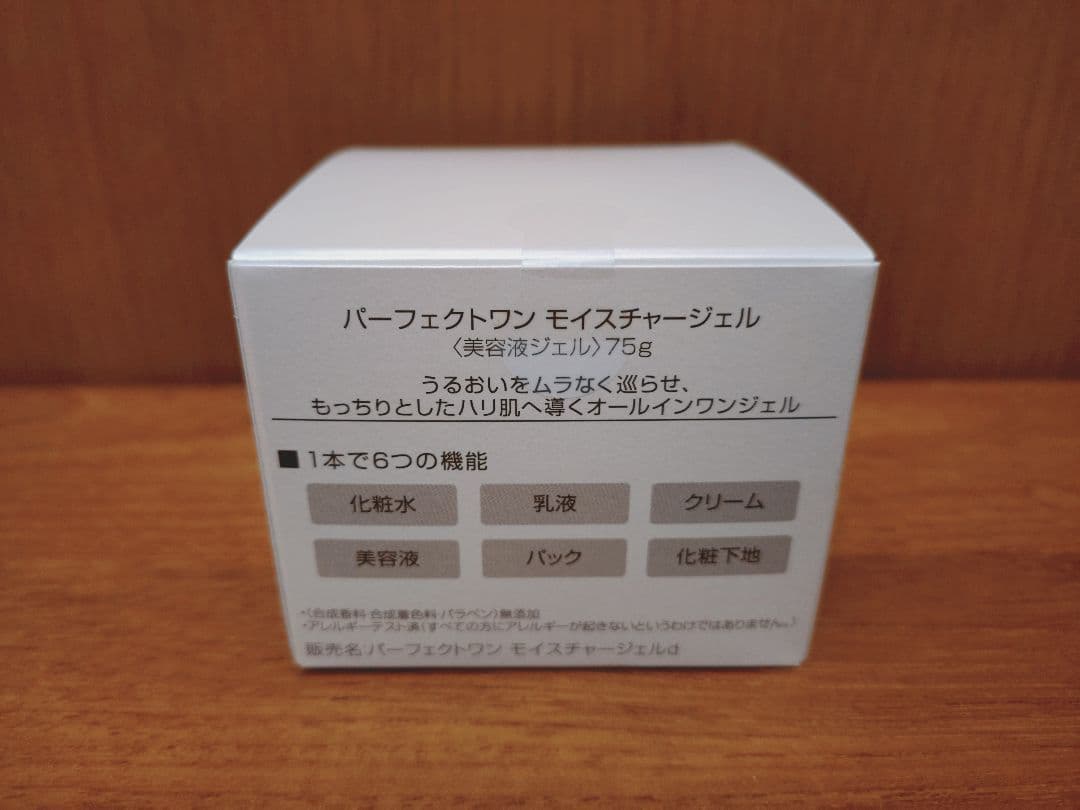 パーフェクトワン モイスチャージェル
〈美容液ジェル〉75g
うるおいをムラなく巡らせ、
もっちりとしたハリ肌へ導くオールインワンジェル
■1本で6つの機能
化粧水 乳液 クリーム
美容液 パック 化粧下地
・〈合成香料・合成着色料・パラベン〉無添加
・アレルギーテスト済(すべての方にアレルギーが起きないというわけではありません。)
販売名 パーフェクトワン モイスチャージェルd